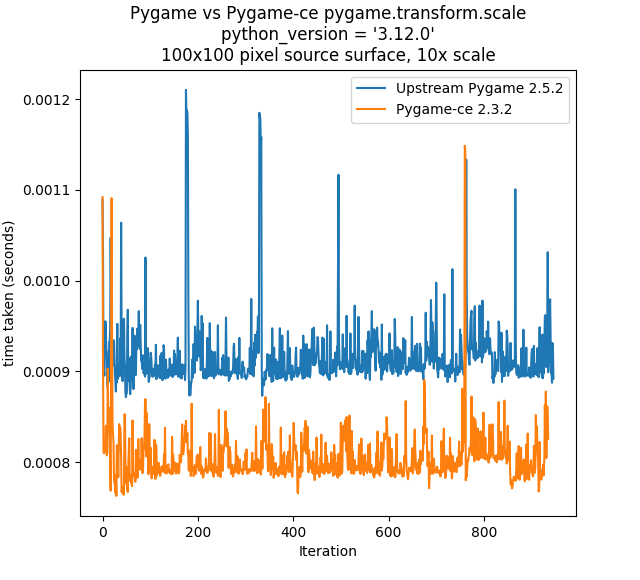 Pygame vs Pygame-ce pygame.transform.scale
python_version = '3.12.0'
100x100 pixel source surface, 10x scale
Upstream Pygame 2.5.2
Pygame-ce 2.3.2
time taken (seconds)
0.0012
0.0011
0.0010
0.0009
0.0008
0 200 400 600 800
Iteration